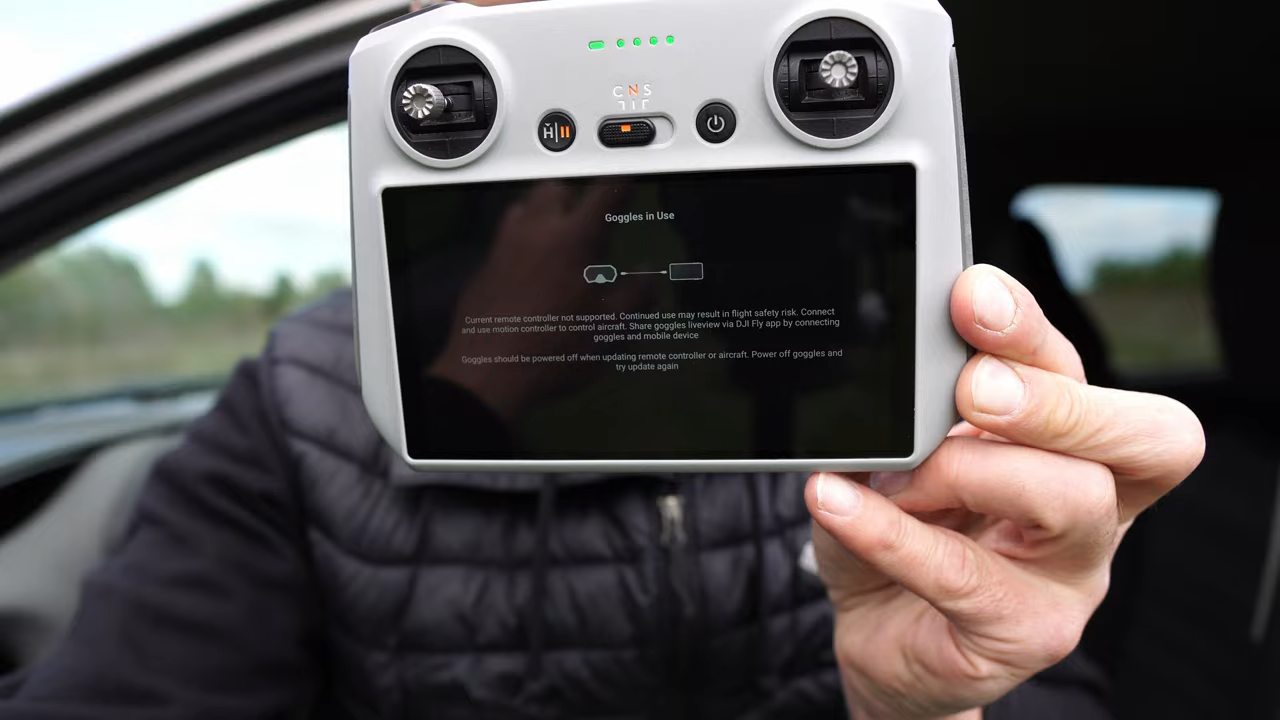 C N S
H
Goggles in Use
Current remote controller not supported. Continued use may result in flight safety risk. Connect
and use motion controller to control aircraft. Share goggles liveview via DJI Fly app by connecting
goggles and mobile device
Goggles should be powered off when updating remote controller or aircraft. Power off goggles and
try update again